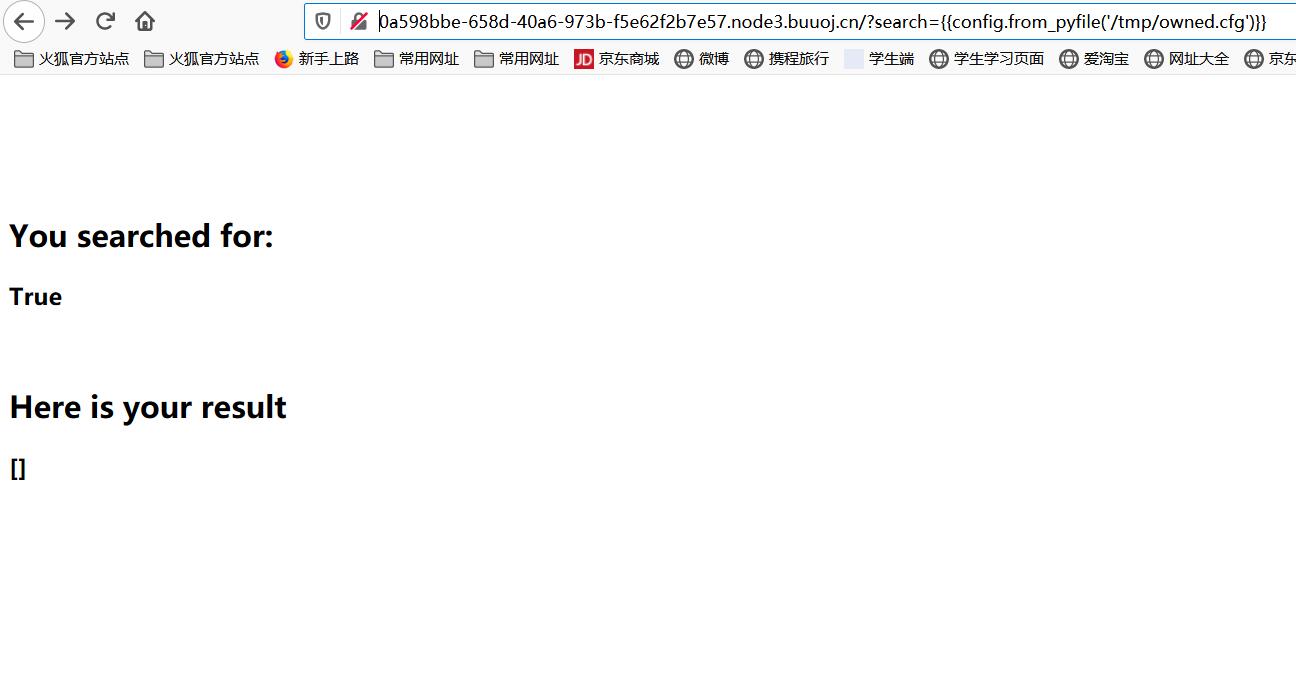 0a598bbe-658d-40a6-973b-f5e62f2b7e57.node3.buuoj.cn/?search={{config.from_pyfile('/tmp/owned.cfg')}}
火狐官方站点 火狐官方站点 新手上路 常用网址 常用网址 JD 京东商城 微博 携程旅行 学生端 学生学习页面 爱淘宝 网址大全 京东
You searched for:
True
Here is your result
[]